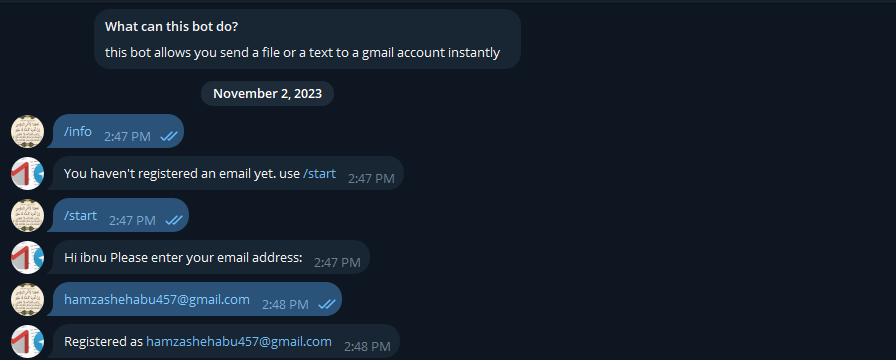 What can this bot do?
this bot allows you send a file or a text to a gmail account instantly
November 2, 2023
/info 2:47 PM
You haven't registered an email yet. use /start 2:47 PM
/start 2:47 PM
Hi ibnu Please enter your email address: 2:47 PM
hamzashehabu457@gmail.com 2:48 PM
Registered as hamzashehabu457@gmail.com 2:48 PM